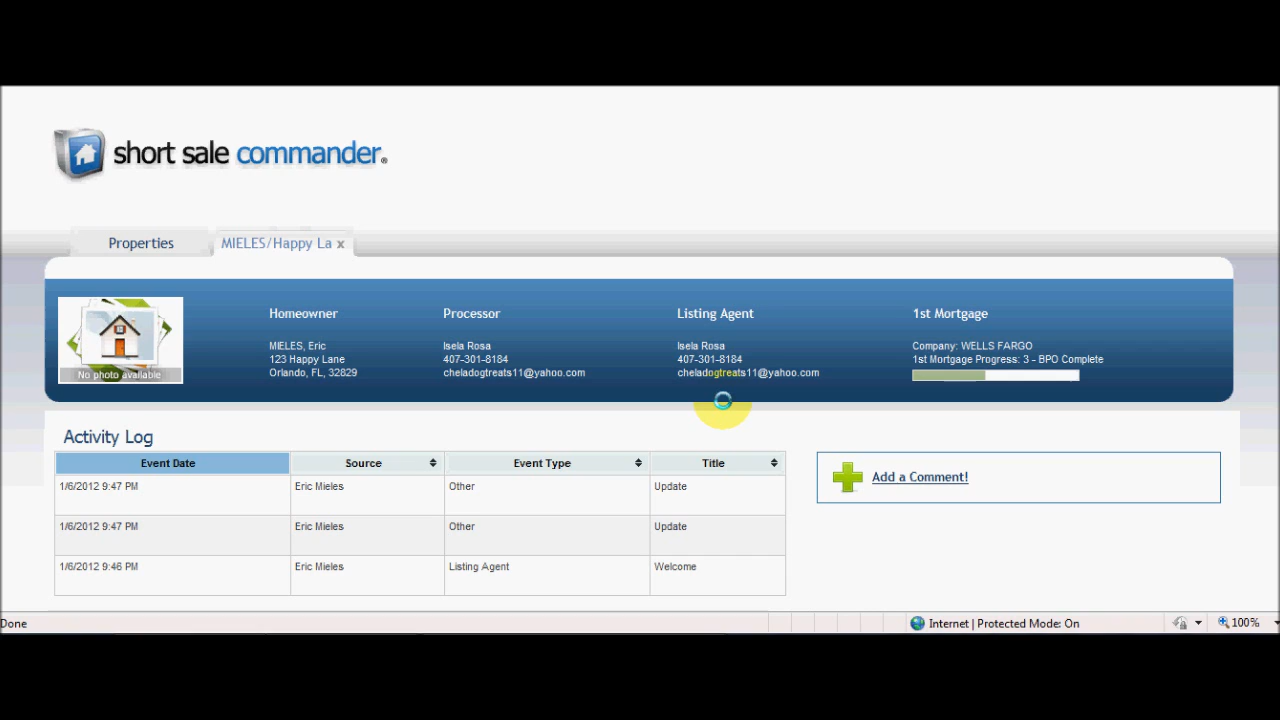 short sale commander®
Properties
MIELES/Happy La x
Homeowner
MIELES, Eric
123 Happy Lane
Orlando, FL, 32829
Processor
Isela Rosa
407-301-8184
cheladogtreats11@yahoo.com
Listing Agent
Isela Rosa
407-301-8184
cheladogtreats11@yahoo.com
1st Mortgage
Company: WELLS FARGO
1st Mortgage Progress: 3 - BPO Complete
No photo available
Activity Log
Event Date Source Event Type Title
1/6/2012 9:47 PM Eric Mieles Other Update
1/6/2012 9:47 PM Eric Mieles Other Update
1/6/2012 9:46 PM Eric Mieles Listing Agent Welcome
Add a Comment!
Done Internet | Protected Mode: On 100%